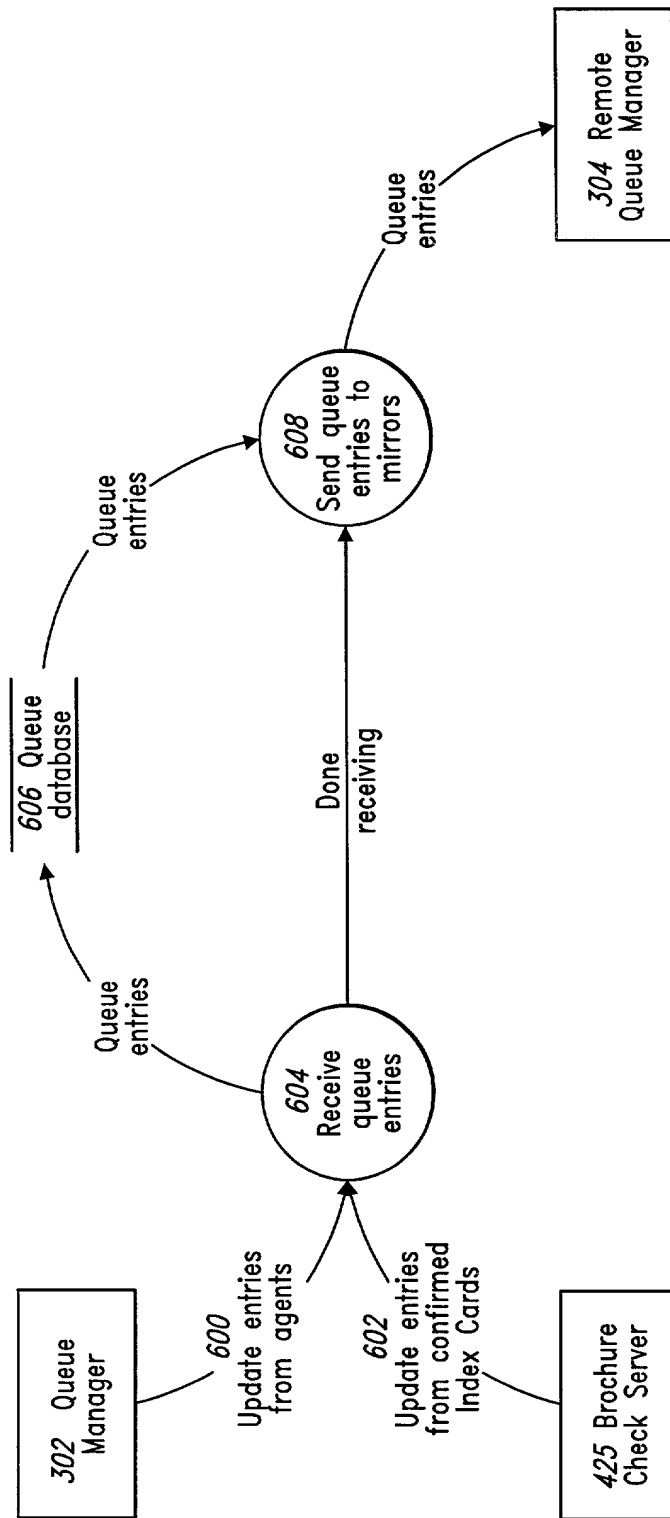 302 Queue
Manager
600
Update entries
from agents
602
Update entries
from confirmed
Index Cards
425 Brochure
Check Server
604
Receive
queue
entries
Queue
entries
606 Queue
database
Done
receiving
Queue
entries
608
Send queue
entries to
mirrors
Queue
entries
304 Remote
Queue Manager